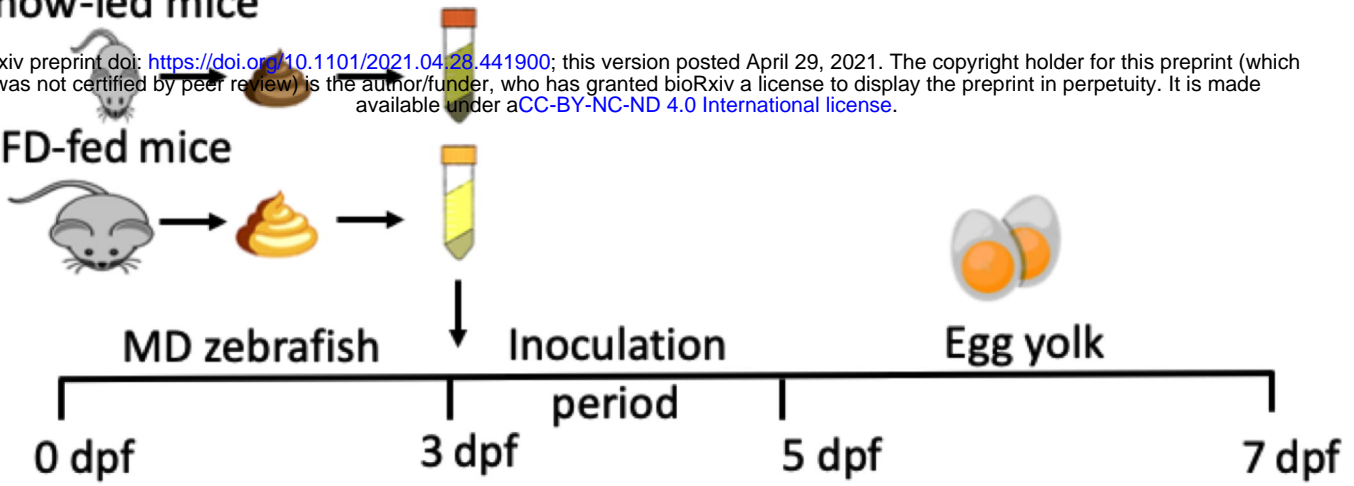 mice
preprint doi: https://doi.org/10.1101/2021.04.28.441900; this version posted April 29, 2021. The copyright holder for this preprint (which
was not certified by peer review) is the author/funder, who has granted bioRxiv a license to display the preprint in perpetuity. It is made
available under aCC-BY-NC-ND 4.0 International license.
FD-fed mice
MD zebrafish
Inoculation
period
Egg yolk
0 dpf
3 dpf
5 dpf
7 dpf